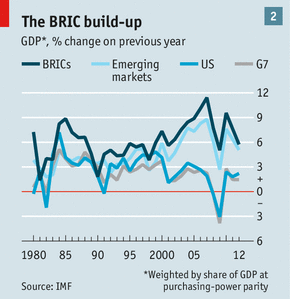 The BRIC build-up
2
GDP*, % change on previous year
BRICs
Emerging
markets
US
G7
12
9
6
3
+
0
–
3
6
1980 85 90 95 2000 05 12
*Weighted by share of GDP at
purchasing-power parity
Source: IMF